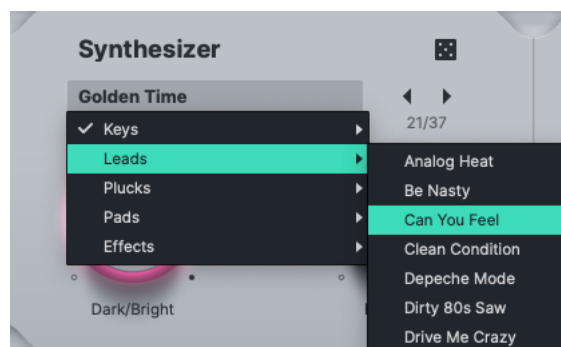 Synthesizer
Golden Time
21/37
Keys
Leads
Plucks
Pads
Effects
Analog Heat
Be Nasty
Can You Feel
Clean Condition
Depeche Mode
Dirty 80s Saw
Drive Me Crazy
Dark/Bright